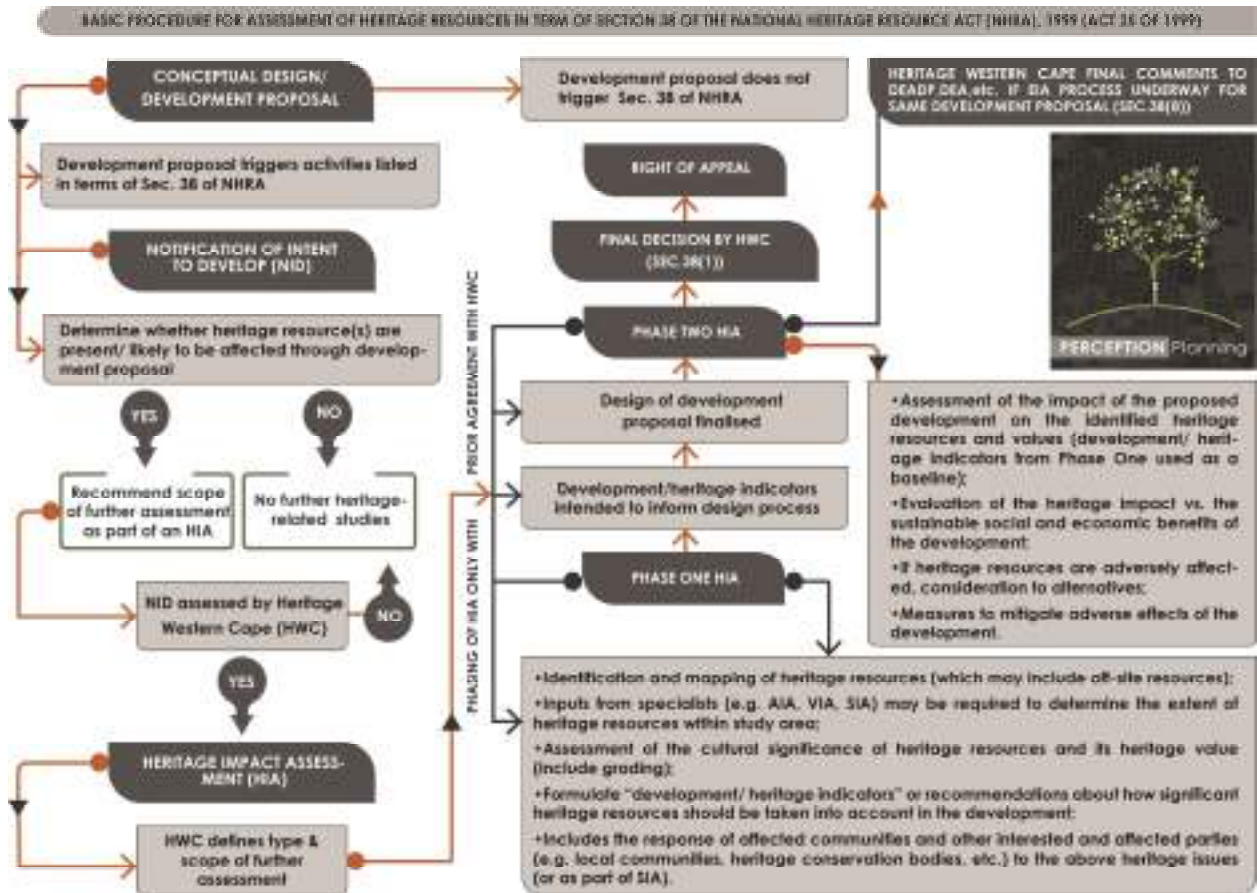 BASIC PROCEDURE FOR ASSESSMENT OF HERITAGE RESOURCES IN TERM OF SECTION 38 OF THE NATIONAL HERITAGE RESOURCE ACT (NHRA), 1999 (ACT 25 OF 1999)
CONCEPTUAL DESIGN/
DEVELOPMENT PROPOSAL
Development proposal does not
trigger Sec. 38 of NHRA
HERITAGE WESTERN CAPE FINAL COMMENTS TO
DEADP,DEA,etc. IF EIA PROCESS UNDERWAY FOR
SAME DEVELOPMENT PROPOSAL (SEC.38(8))
Development proposal triggers activities listed
in terms of Sec. 38 of NHRA
NOTIFICATION OF INTENT
TO DEVELOP (NID)
Determine whether heritage resource(s) are
present/ likely to be affected through develop-
ment proposal
YES
NO
Recommend scope
of further assessment
as part of an HIA
No further heritage-
related studies
NID assessed by Heritage
Western Cape (HWC)
NO
YES
HERITAGE IMPACT ASSESS-
MENT (HIA)
HWC defines type &
scope of further
assessment
PHASING OF HIA ONLY WITH PRIOR AGREEMENT WITH HWC
RIGHT OF APPEAL
FINAL DECISION BY HWC
(SEC.38(1))
PHASE TWO HIA
Design of development
proposal finalised
Development/heritage indicators
intended to inform design process
PHASE ONE HIA
PERCEPTION Planning
•Assessment of the impact of the proposed
development on the identified heritage
resources and values (development/ herit-
age indicators from Phase One used as a
baseline);
•Evaluation of the heritage impact vs. the
sustainable social and economic benefits of
the development;
•If heritage resources are adversely affect-
ed, consideration to alternatives;
•Measures to mitigate adverse effects of the
development.
•Identification and mapping of heritage resources (which may include off-site resources);
•Inputs from specialists (e.g. AIA, VIA, SIA) may be required to determine the extent of
heritage resources within study area;
•Assessment of the cultural significance of heritage resources and its heritage value
(include grading);
•Formulate "development/ heritage indicators" or recommendations about how significant
heritage resources should be taken into account in the development;
•Includes the response of affected communities and other interested and affected parties
(e.g. local communities, heritage conservation bodies, etc.) to the above heritage issues
(or as part of SIA).